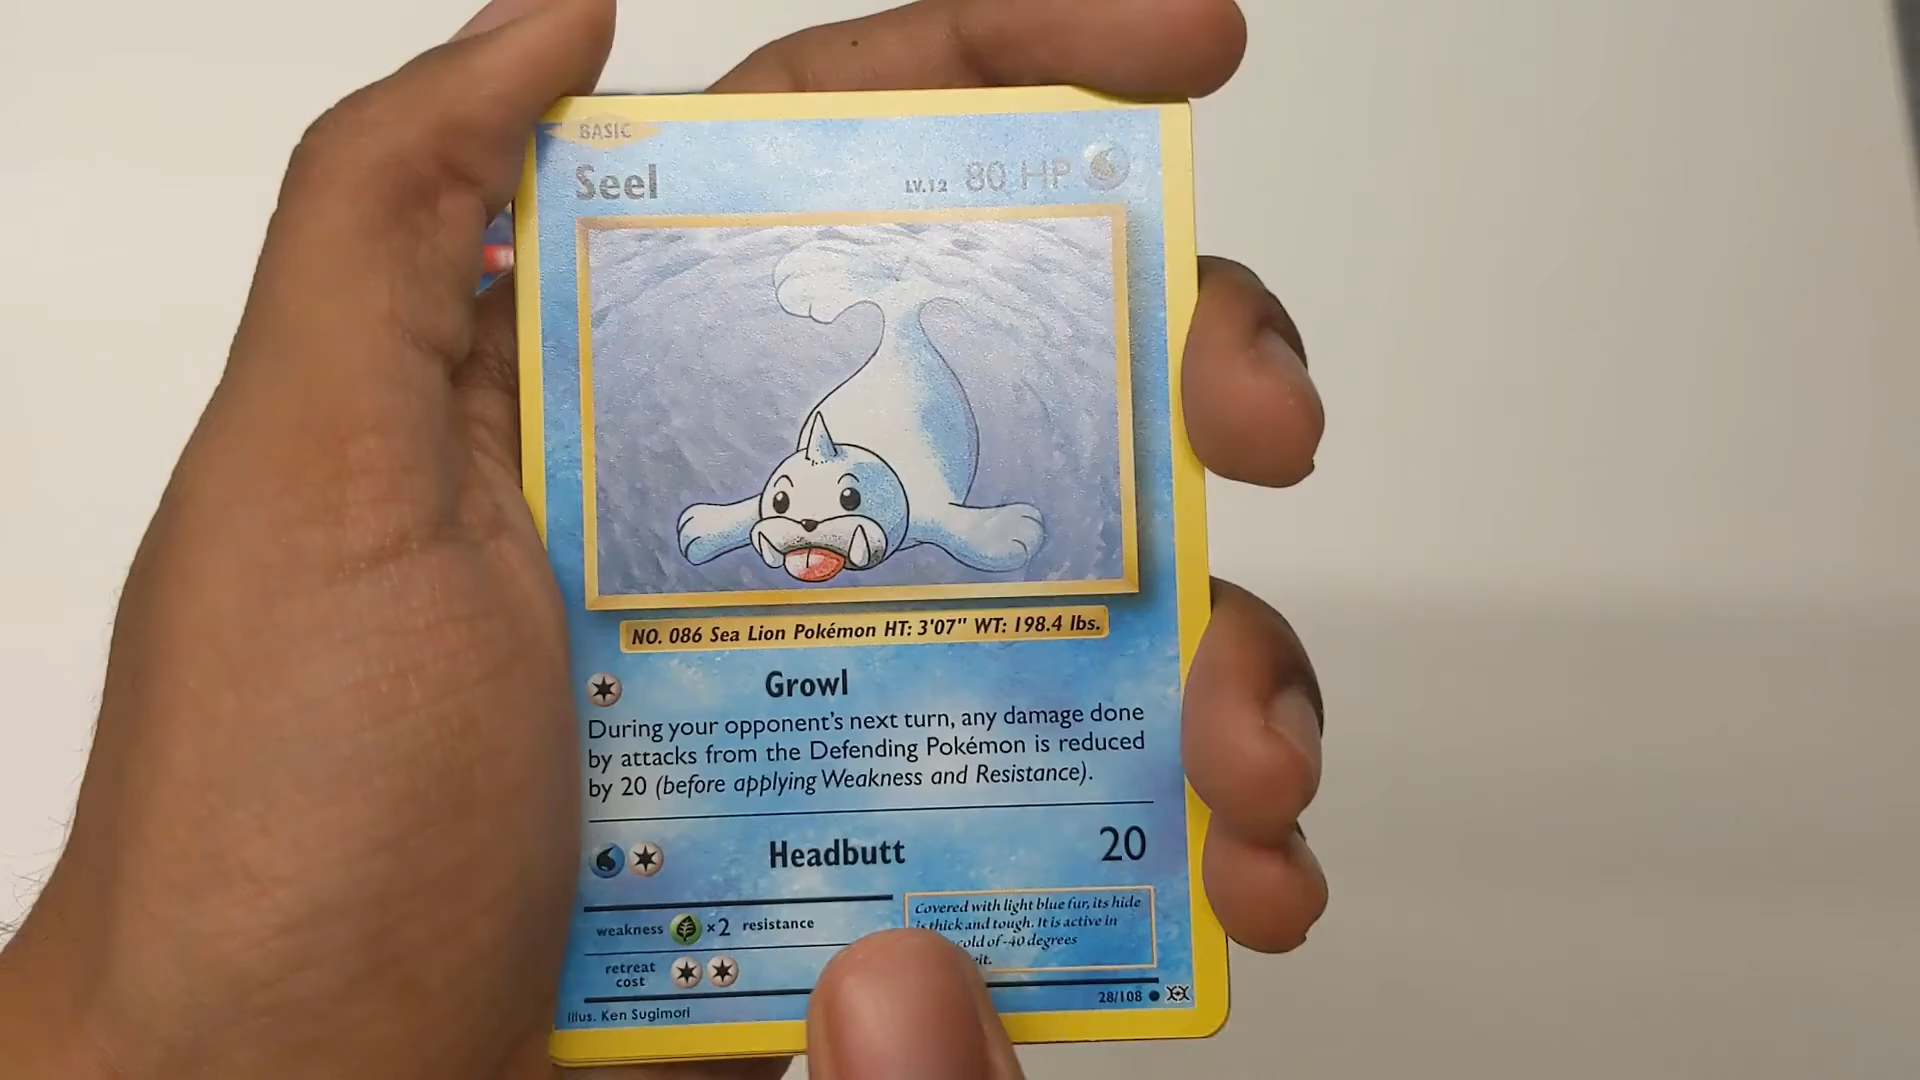 BASIC
Seel LV.12 80 HP
NO. 086 Sea Lion Pokémon HT: 3'07" WT: 198.4 lbs.
Growl
During your opponent's next turn, any damage done
by attacks from the Defending Pokémon is reduced
by 20 (before applying Weakness and Resistance).
Headbutt 20
weakness ×2 resistance
retreat
cost
Covered with light blue fur, its hide
is thick and tough. It is active in
cold of -40 degrees
28/108
Illus. Ken Sugimori